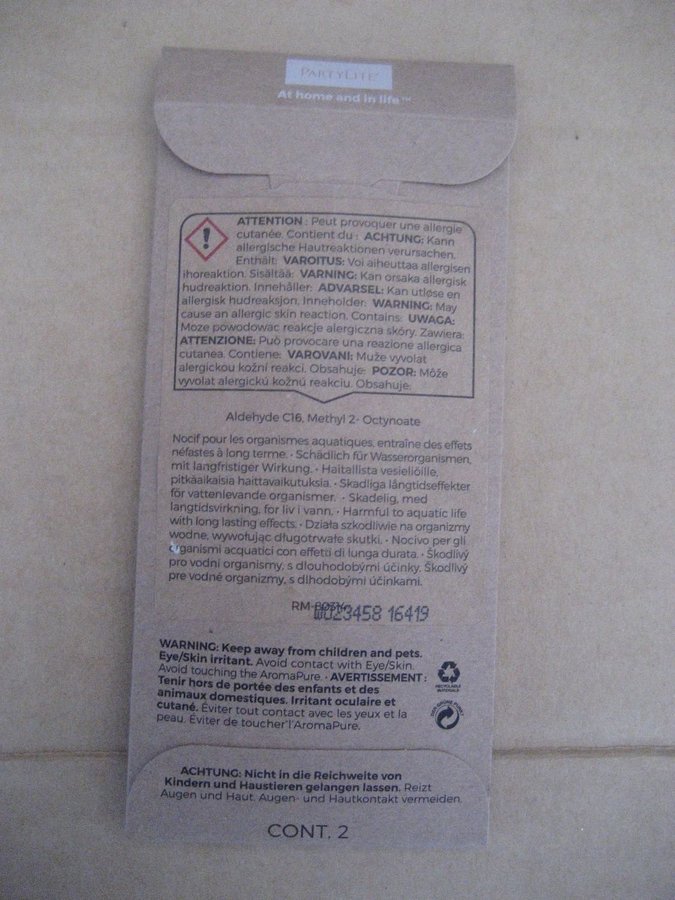 PARTYLITE®
At home and in life™
ATTENTION : Peut provoquer une allergie
cutanée. Contient du : ACHTUNG: Kann
allergische Hautreaktionen verursachen.
Enthält: VAROITUS: Voi aiheuttaa allergisen
ihoreaktion. Sisältää: VARNING: Kan orsaka allergisk
hudreaktion. Innehåller: ADVARSEL: Kan utløse en
allergisk hudreaksjon. Inneholder: WARNING: May
cause an allergic skin reaction. Contains: UWAGA:
Moze powodowac reakcje alergiczna skóry. Zawiera:
ATTENZIONE: Può provocare una reazione allergica
cutanea. Contiene: VAROVANI: Muže vyvolat
alergickou kožní reakci. Obsahuje: POZOR: Môže
vyvolat alergickú kožnú reakciu. Obsahuje:
Aldehyde C16, Methyl 2- Octynoate
Nocif pour les organismes aquatiques, entraîne des effets
néfastes à long terme. • Schädlich für Wasserorganismen,
mit langfristiger Wirkung. • Haitallista vesieliöille,
pitkäaikaisia haittavaikutuksia. • Skadliga långtidseffekter
för vattenlevande organismer. • Skadelig, med
langtidsvirkning, for liv i vann. • Harmful to aquatic life
with long lasting effects. • Działa szkodliwie na organizmy
wodne, wywołując długotrwałe skutki. • Nocivo per gli
organismi acquatici con effetti di lunga durata. • Škodlivý
pro vodní organismy, s dlouhodobými účinky. Škodlivý
pre vodné organizmy, s dlhodobými účinkami.
RM-
W023458 16419
WARNING: Keep away from children and pets.
Eye/Skin irritant. Avoid contact with Eye/Skin.
Avoid touching the AromaPure. • AVERTISSEMENT :
Tenir hors de portée des enfants et des
animaux domestiques. Irritant oculaire et
cutané. Éviter tout contact avec les yeux et la
peau. Éviter de toucher l'AromaPure.
RECYCLABLE
MATERIALS
DER GRÜNE PUNKT
ACHTUNG: Nicht in die Reichweite von
Kindern und Haustieren gelangen lassen. Reizt
Augen und Haut. Augen- und Hautkontakt vermeiden.
CONT. 2